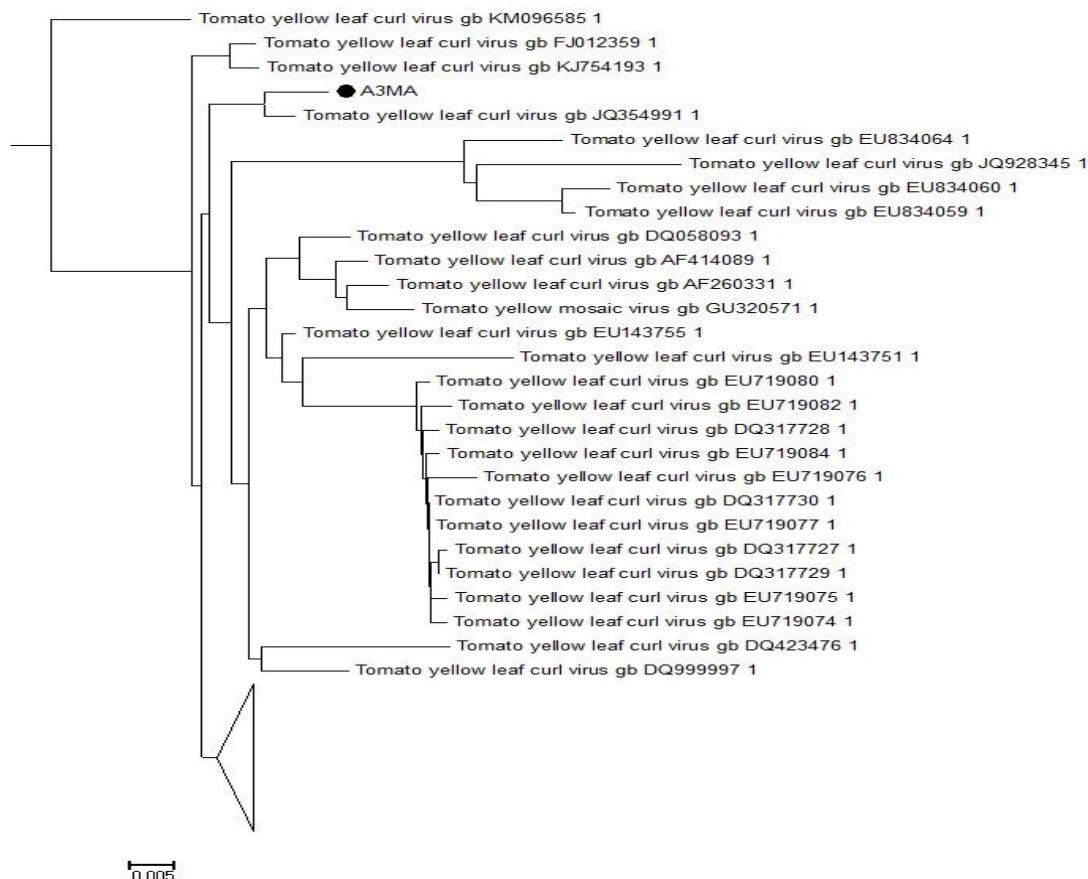 Tomato yellow leaf curl virus gb KM096585 1
Tomato yellow leaf curl virus gb FJ012359 1
Tomato yellow leaf curl virus gb KJ754193 1
A3MA
Tomato yellow leaf curl virus gb JQ354991 1
Tomato yellow leaf curl virus gb EU834064 1
Tomato yellow leaf curl virus gb JQ928345 1
Tomato yellow leaf curl virus gb EU834060 1
Tomato yellow leaf curl virus gb EU834059 1
Tomato yellow leaf curl virus gb DQ058093 1
Tomato yellow leaf curl virus gb AF414089 1
Tomato yellow leaf curl virus gb AF260331 1
Tomato yellow mosaic virus gb GU320571 1
Tomato yellow leaf curl virus gb EU143755 1
Tomato yellow leaf curl virus gb EU143751 1
Tomato yellow leaf curl virus gb EU719080 1
Tomato yellow leaf curl virus gb EU719082 1
Tomato yellow leaf curl virus gb DQ317728 1
Tomato yellow leaf curl virus gb EU719084 1
Tomato yellow leaf curl virus gb EU719076 1
Tomato yellow leaf curl virus gb DQ317730 1
Tomato yellow leaf curl virus gb EU719077 1
Tomato yellow leaf curl virus gb DQ317727 1
Tomato yellow leaf curl virus gb DQ317729 1
Tomato yellow leaf curl virus gb EU719075 1
Tomato yellow leaf curl virus gb EU719074 1
Tomato yellow leaf curl virus gb DQ423476 1
Tomato yellow leaf curl virus gb DQ999997 1
0.005